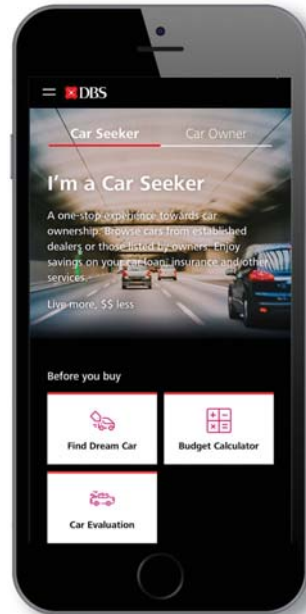 DBS
Car Seeker Car Owner
I'm a Car Seeker
A one-stop experience towards car
ownership. Browse cars from established
dealers or those listed by owners. Enjoy
savings on your car loan, insurance and other
services.
Live more, $$ less
Before you buy
Find Dream Car Budget Calculator
Car Evaluation